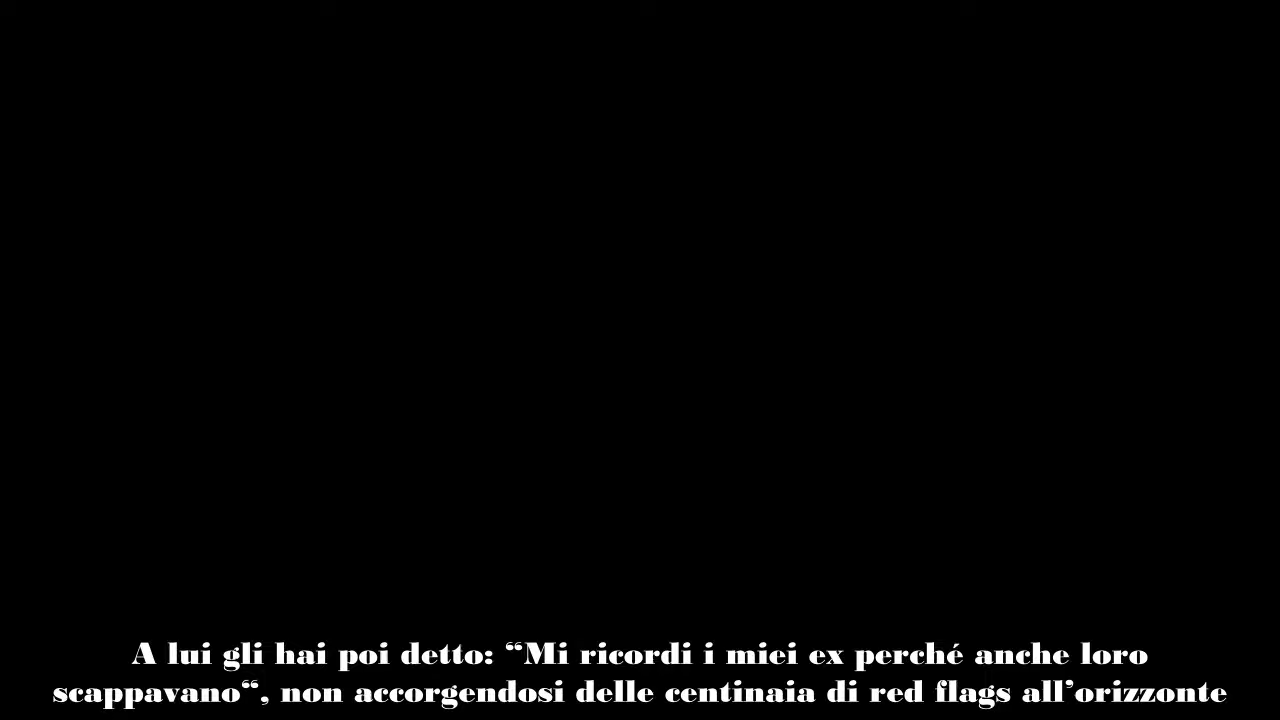 A lui gli hai poi detto: “Mi ricordi i miei ex perché anche loro
scappavano“, non accorgendosi delle centinaia di red flags all’orizzonte